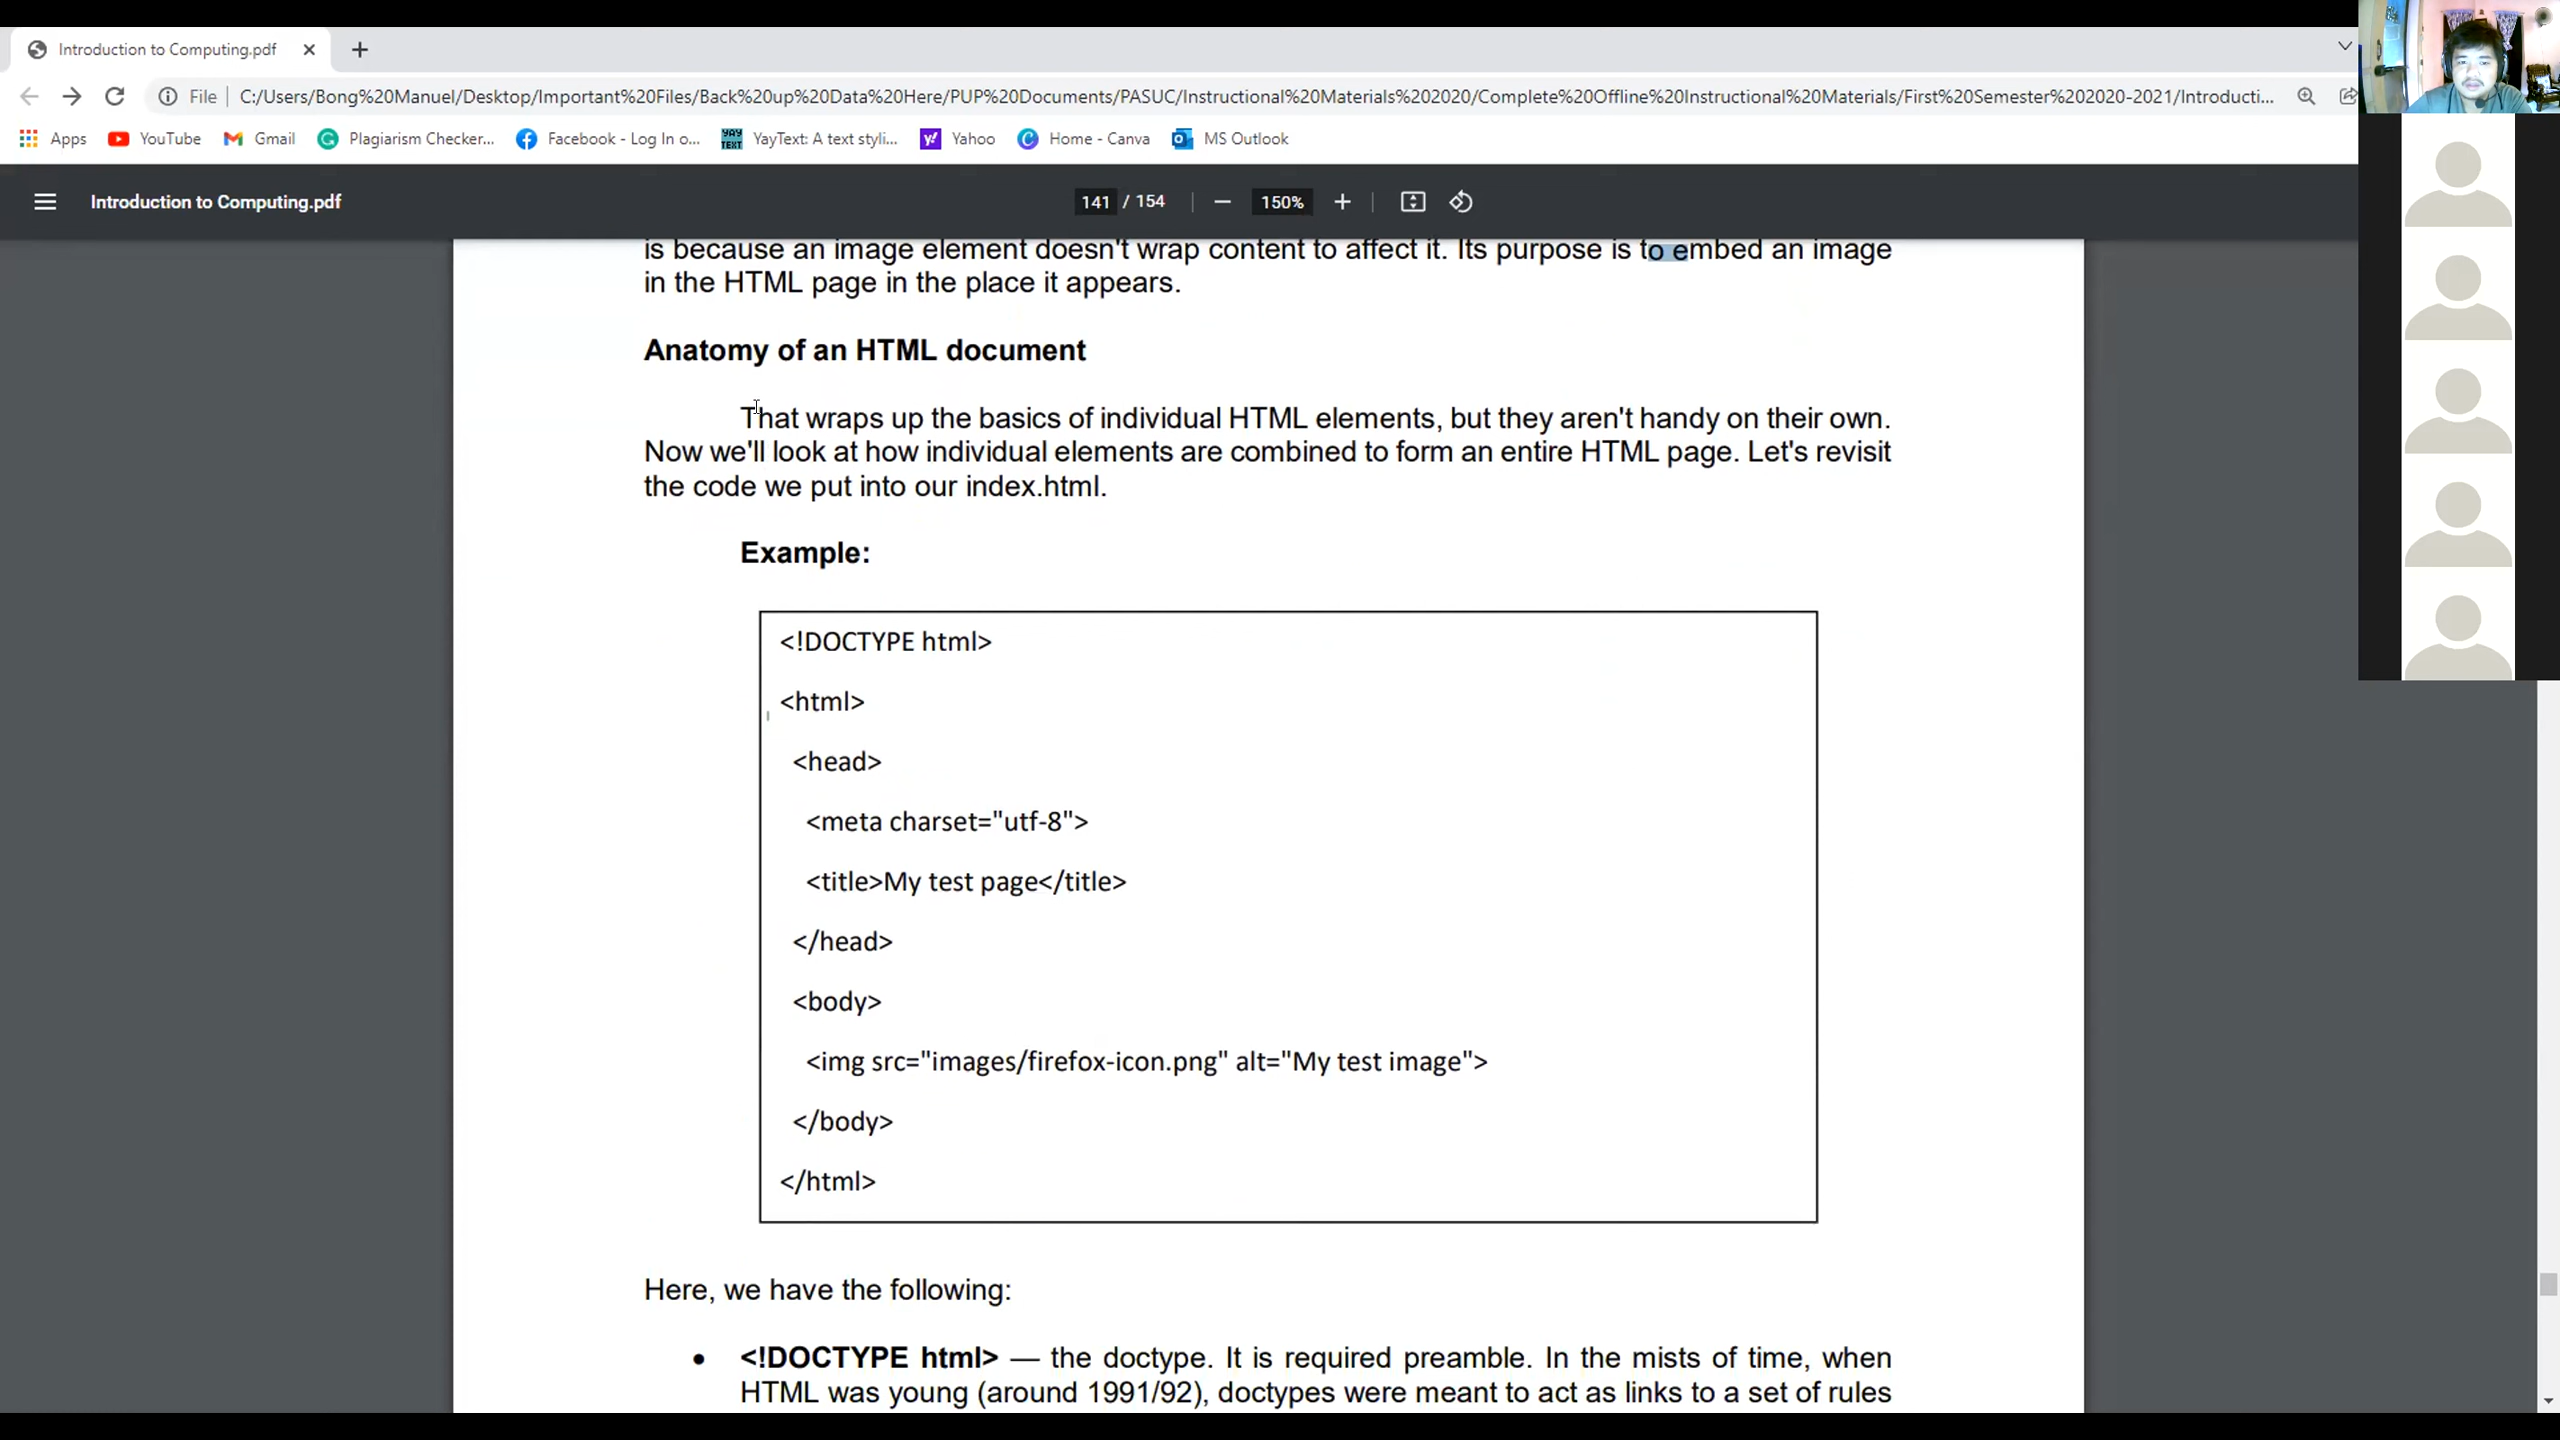 Introduction to Computing.pdf
File C:/Users/Bong%20Manuel/Desktop/Important%20Files/Back%20up%20Data%20Here/PUP%20Documents/PASUC/Instructional%20Materials%202020/Complete%20Offline%20Instructional%20Materials/First%20Semester%202020-2021/Introducti...
Apps YouTube Gmail Plagiarism Checker... Facebook - Log In o... YAY TEXT YayText: A text styli... Yahoo Home - Canva MS Outlook
Introduction to Computing.pdf 141 / 154 150%
is because an image element doesn't wrap content to affect it. Its purpose is to embed an image
in the HTML page in the place it appears.
Anatomy of an HTML document
That wraps up the basics of individual HTML elements, but they aren't handy on their own.
Now we'll look at how individual elements are combined to form an entire HTML page. Let's revisit
the code we put into our index.html.
Example:
<!DOCTYPE html>
<html>
<head>
<meta charset="utf-8">
<title>My test page</title>
</head>
<body>
<img src="images/firefox-icon.png" alt="My test image">
</body>
</html>
Here, we have the following:
• <!DOCTYPE html> — the doctype. It is required preamble. In the mists of time, when
HTML was young (around 1991/92), doctypes were meant to act as links to a set of rules